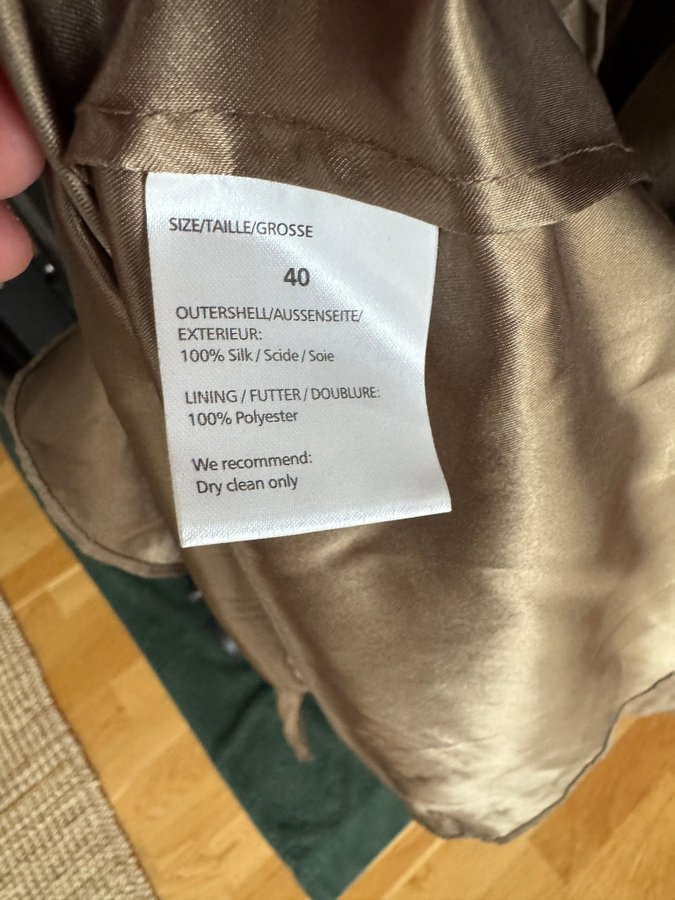 SIZE/TAILLE/GROSSE
40
OUTERSHELL/AUSSENSEITE/
EXTERIEUR:
100% Silk / Scide / Soie
LINING / FUTTER / DOUBLURE:
100% Polyester
We recommend:
Dry clean only